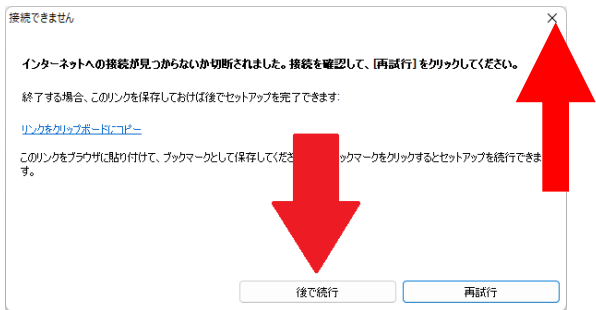 接続できません
インターネットへの接続が見つからないか切断されました。接続を確認して、[再試行] をクリックしてください。
終了する場合、このリンクを保存しておけば後でセットアップを完了できます:
リンクをクリップボードにコピー
このリンクをブラウザに貼り付けて、ブックマークとして保存してくださ ックマークをクリックするとセットアップを続行できま
す。
後で続行 再試行